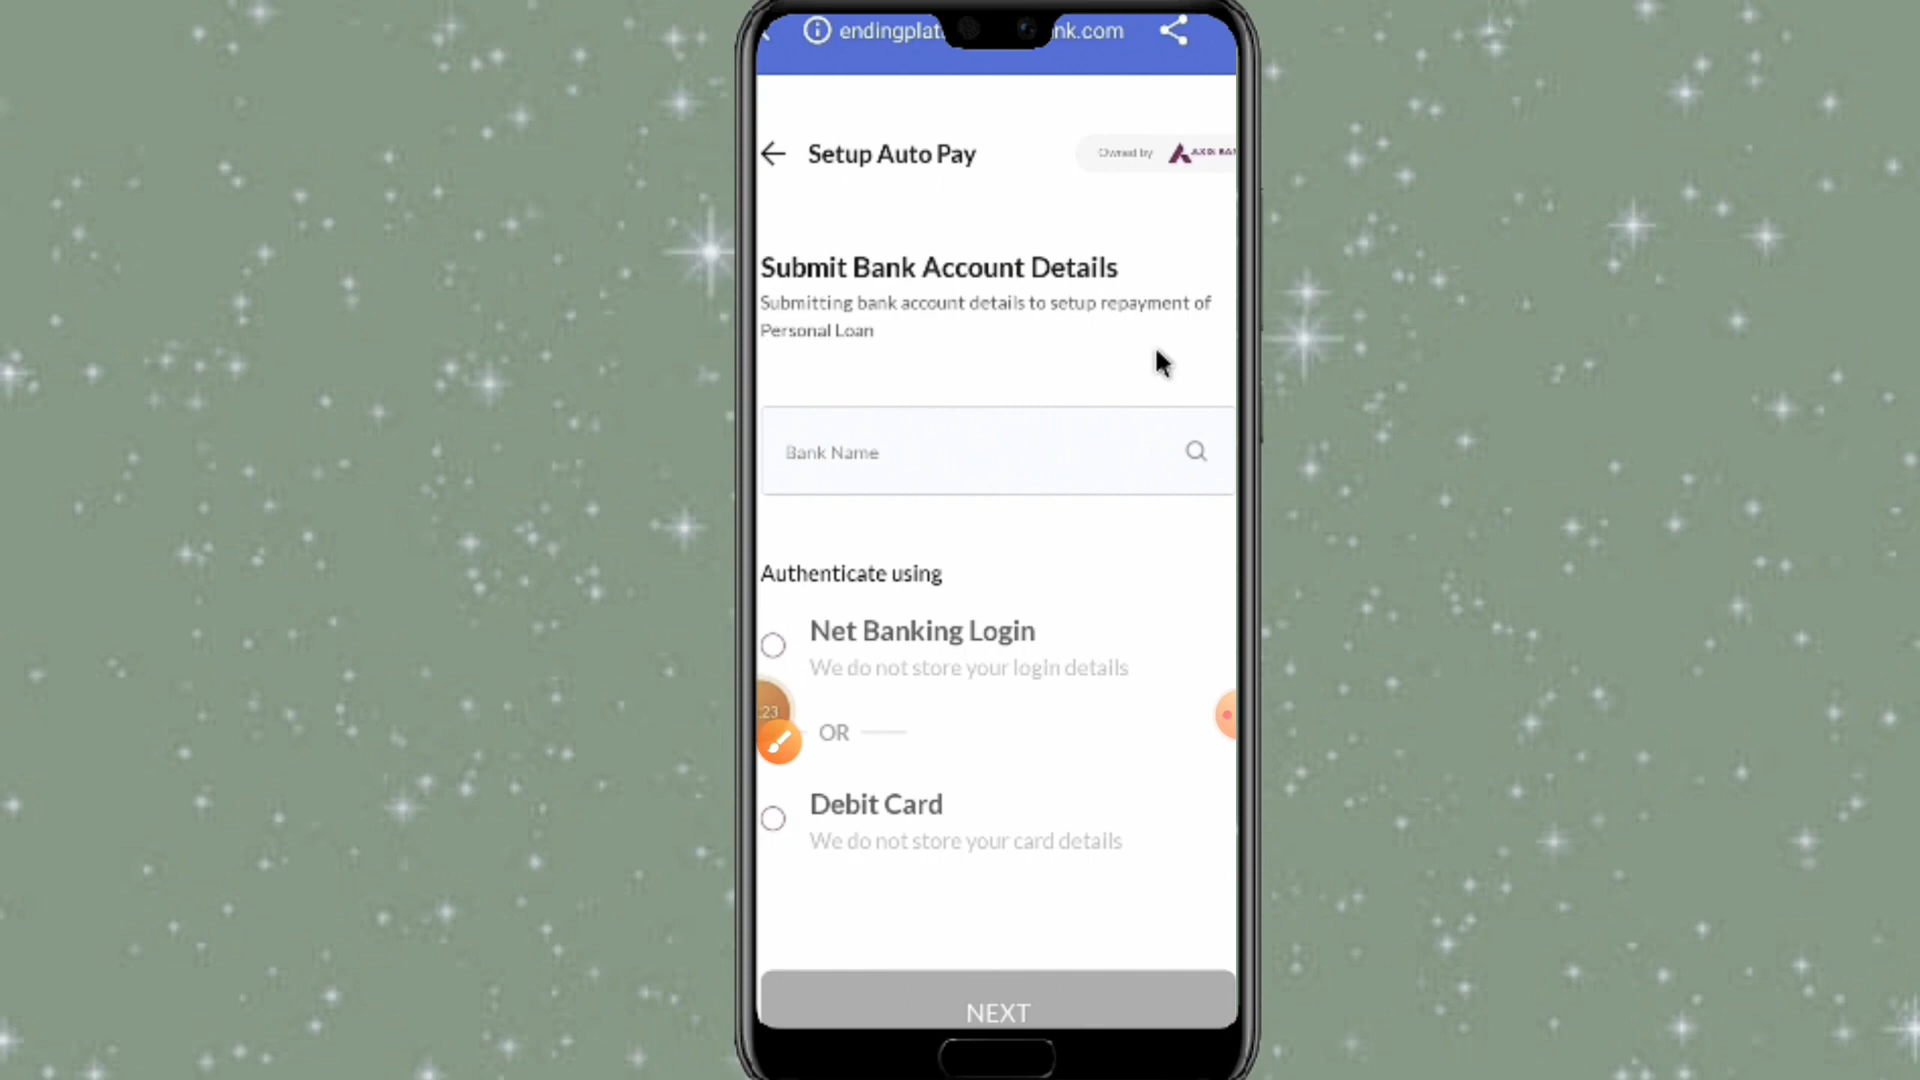 endingplat nk.com
Setup Auto Pay
Owned by AXIS BAN
Submit Bank Account Details
Submitting bank account details to setup repayment of
Personal Loan
Bank Name
Authenticate using
Net Banking Login
We do not store your login details
:23
OR
Debit Card
We do not store your card details
NEXT